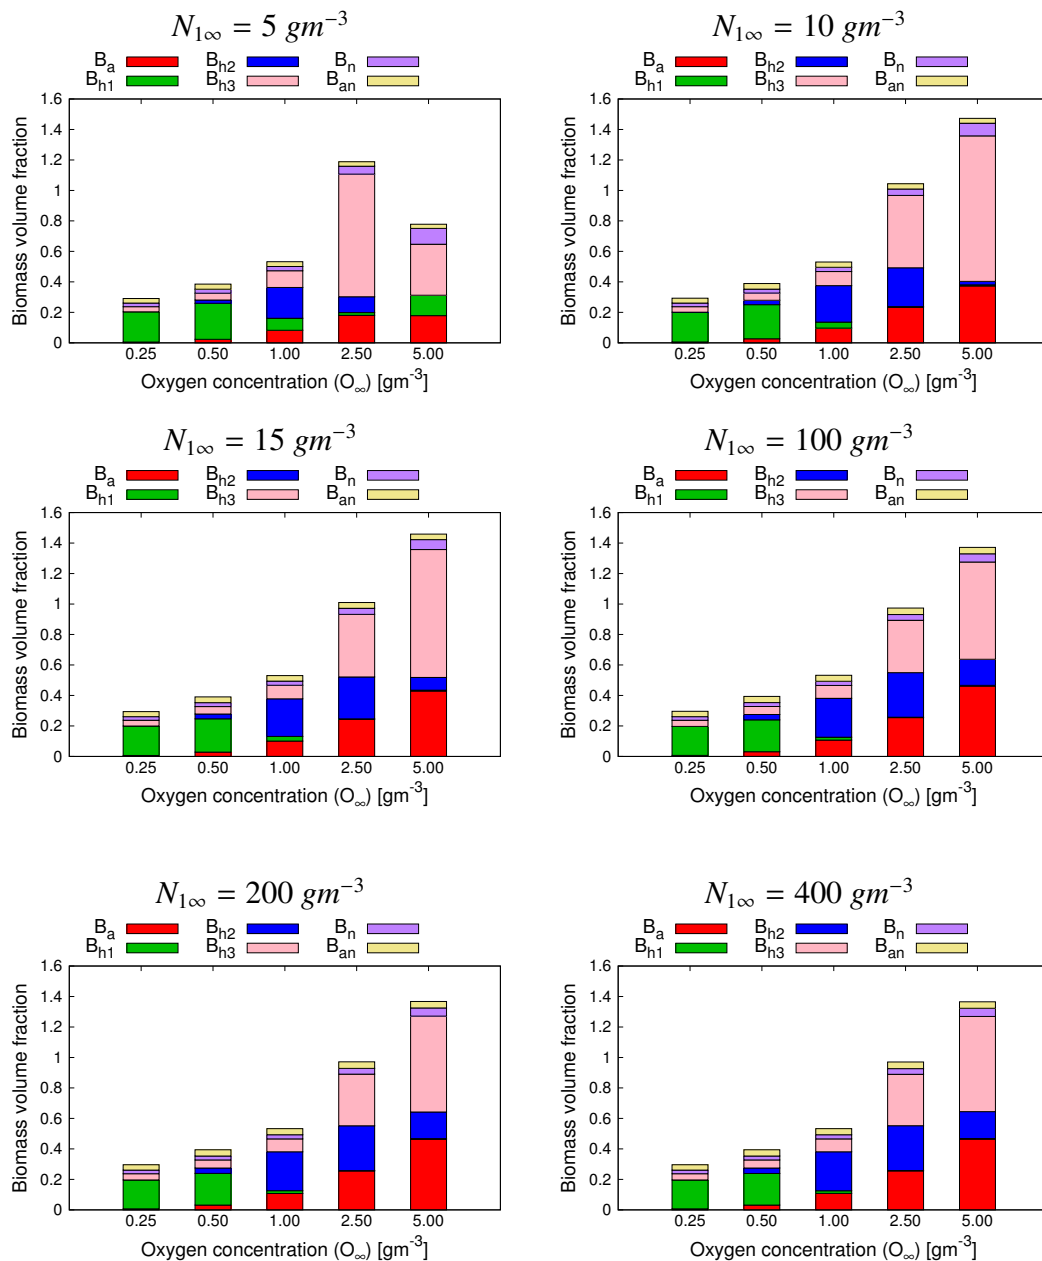 N1∞ = 5 gm−3
Ba Bh2 Bn
Bh1 Bh3 Ban
Biomass volume fraction
1.6
1.4
1.2
1
0.8
0.6
0.4
0.2
0
0.25 0.50 1.00 2.50 5.00
Oxygen concentration (O∞) [gm-3]
N1∞ = 10 gm−3
Ba Bh2 Bn
Bh1 Bh3 Ban
Biomass volume fraction
1.6
1.4
1.2
1
0.8
0.6
0.4
0.2
0
0.25 0.50 1.00 2.50 5.00
Oxygen concentration (O∞) [gm-3]
N1∞ = 15 gm−3
Ba Bh2 Bn
Bh1 Bh3 Ban
Biomass volume fraction
1.6
1.4
1.2
1
0.8
0.6
0.4
0.2
0
0.25 0.50 1.00 2.50 5.00
Oxygen concentration (O∞) [gm-3]
N1∞ = 100 gm−3
Ba Bh2 Bn
Bh1 Bh3 Ban
Biomass volume fraction
1.6
1.4
1.2
1
0.8
0.6
0.4
0.2
0
0.25 0.50 1.00 2.50 5.00
Oxygen concentration (O∞) [gm-3]
N1∞ = 200 gm−3
Ba Bh2 Bn
Bh1 Bh3 Ban
Biomass volume fraction
1.6
1.4
1.2
1
0.8
0.6
0.4
0.2
0
0.25 0.50 1.00 2.50 5.00
Oxygen concentration (O∞) [gm-3]
N1∞ = 400 gm−3
Ba Bh2 Bn
Bh1 Bh3 Ban
Biomass volume fraction
1.6
1.4
1.2
1
0.8
0.6
0.4
0.2
0
0.25 0.50 1.00 2.50 5.00
Oxygen concentration (O∞) [gm-3]